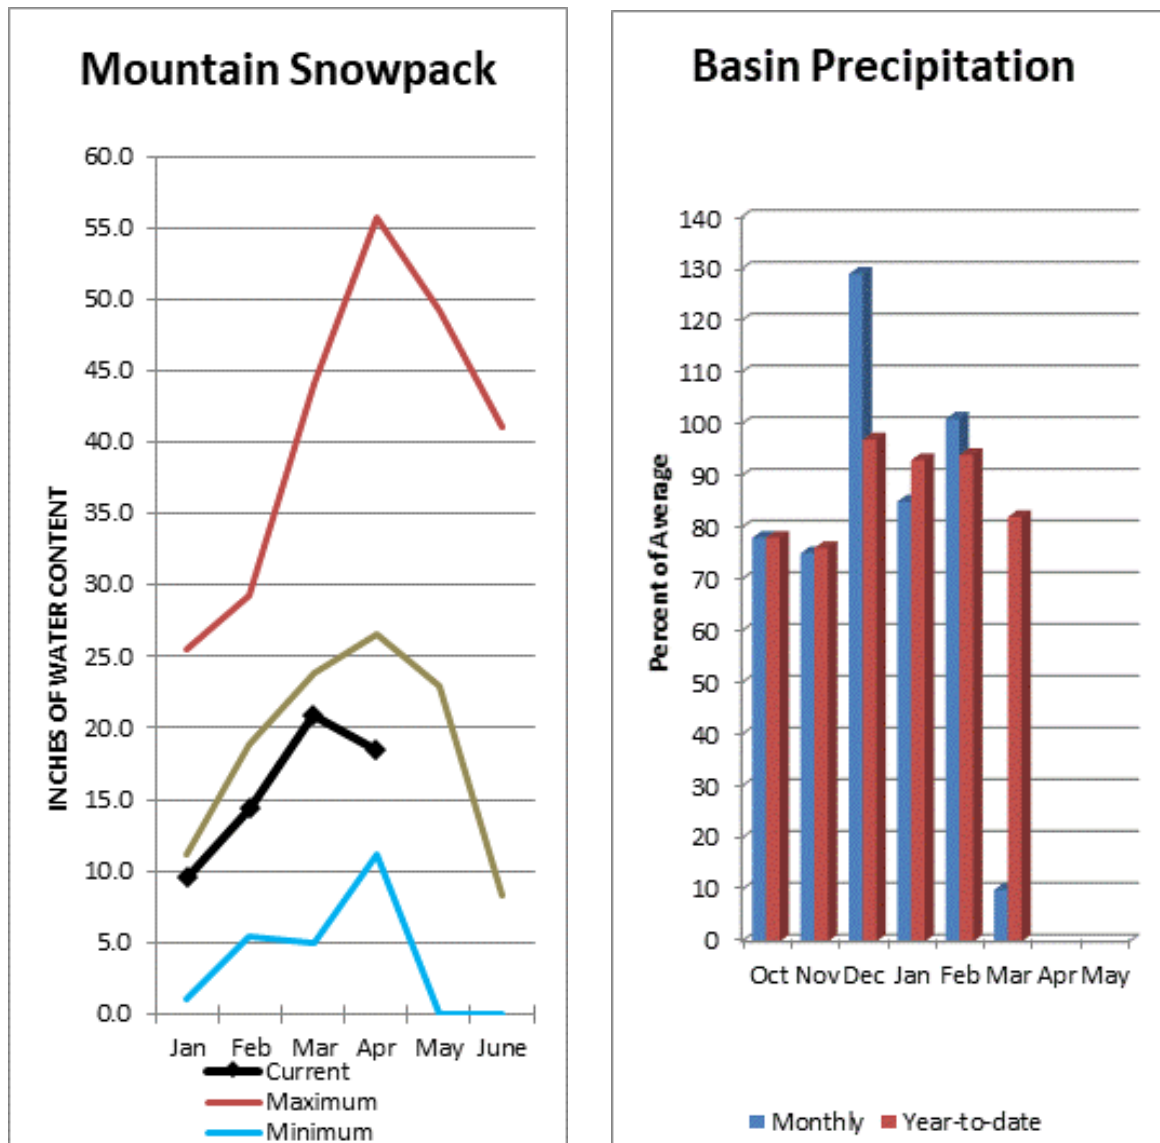 Mountain Snowpack
INCHES OF WATER CONTENT
60.0
55.0
50.0
45.0
40.0
35.0
30.0
25.0
20.0
15.0
10.0
5.0
0.0
Jan Feb Mar Apr May June
Current
Maximum
Minimum
Basin Precipitation
Percent of Average
140
130
120
110
100
90
80
70
60
50
40
30
20
10
0
Oct Nov Dec Jan Feb Mar Apr May
Monthly Year-to-date